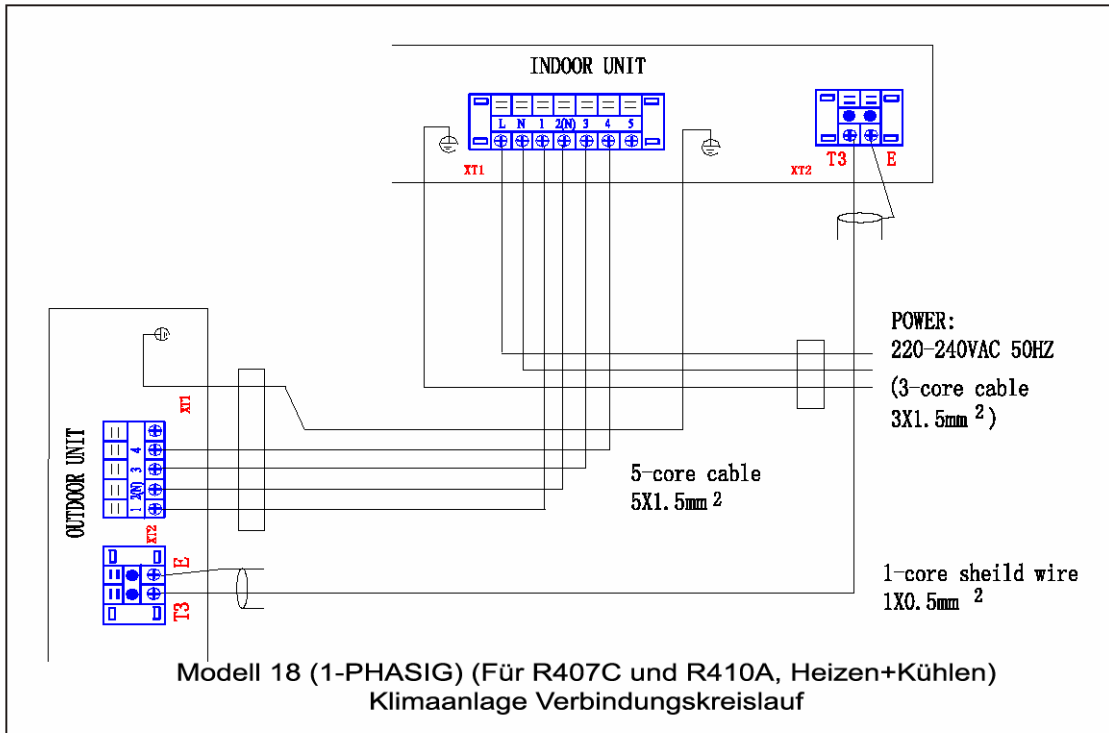 INDOOR UNIT
L N 1 2(N) 3 4 5
XT1
T3 E
XT2
POWER:
220-240VAC 50HZ
(3-core cable
3X1.5mm 2)
XT1
OUTDOOR UNIT
1 2(N) 3 4
5-core cable
5X1.5mm 2
XT2
E
T3
1-core sheild wire
1X0.5mm 2
Modell 18 (1-PHASIG) (Für R407C und R410A, Heizen+Kühlen)
Klimaanlage Verbindungskreislauf